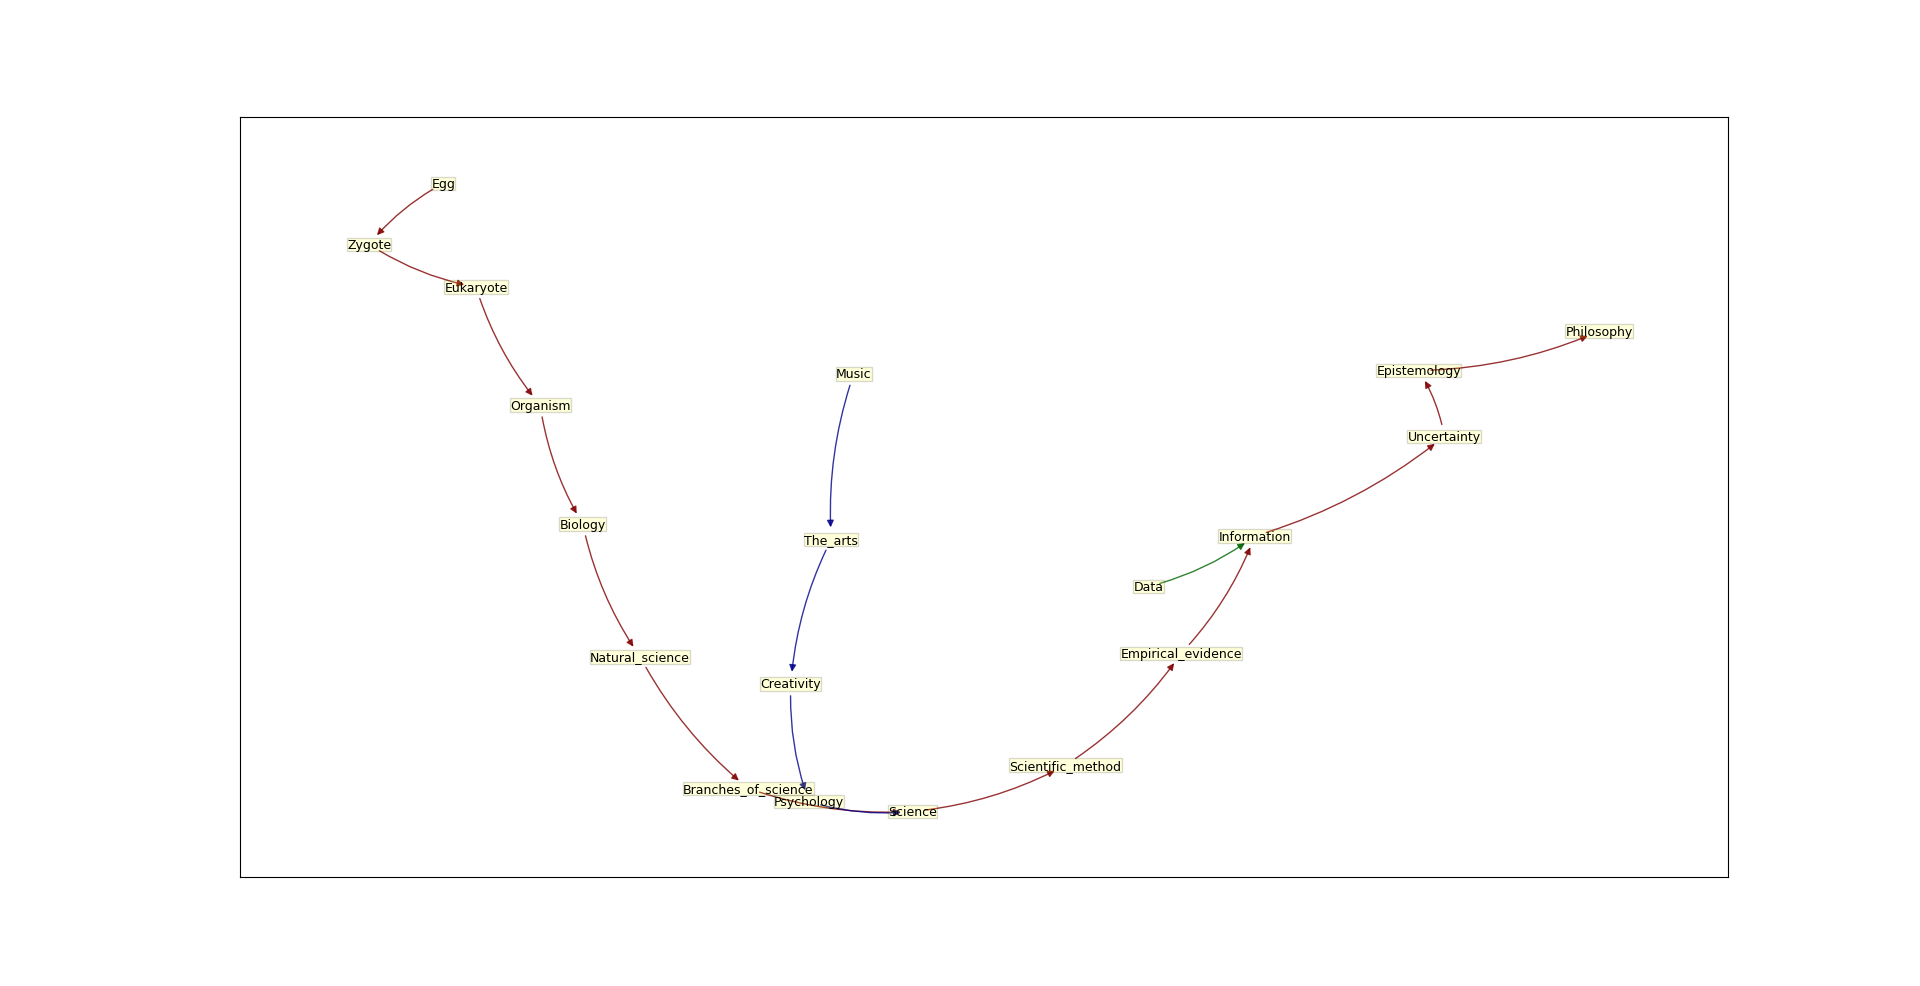 Egg
Zygote
Eukaryote
Philosophy
Epistemology
Music
Organism
Uncertainty
Biology
Information
The_arts
Data
Empirical_evidence
Natural_science
Creativity
Scientific_method
Branches_of_science
Psychology
Science